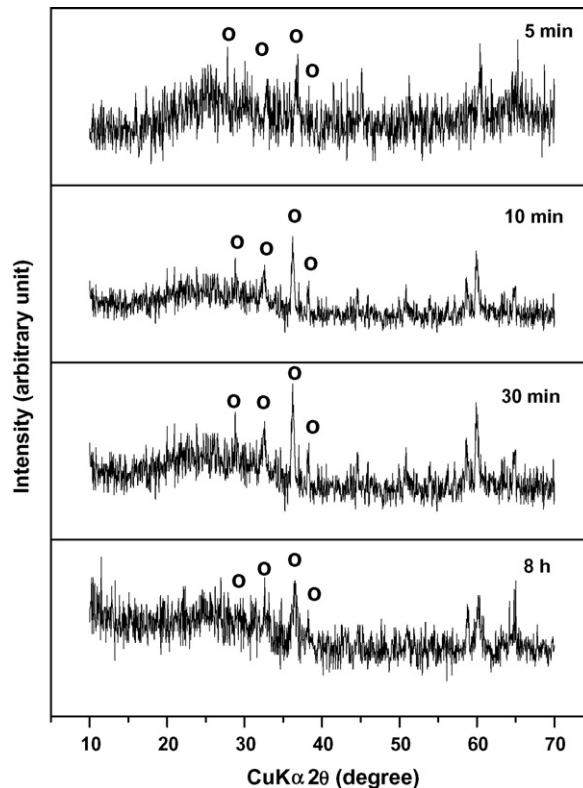 o o o o 5 min
o o o o 10 min
o o o o 30 min
o o o o 8 h
Intensity (arbitrary unit)
10 20 30 40 50 60 70
CuKα 2θ (degree)